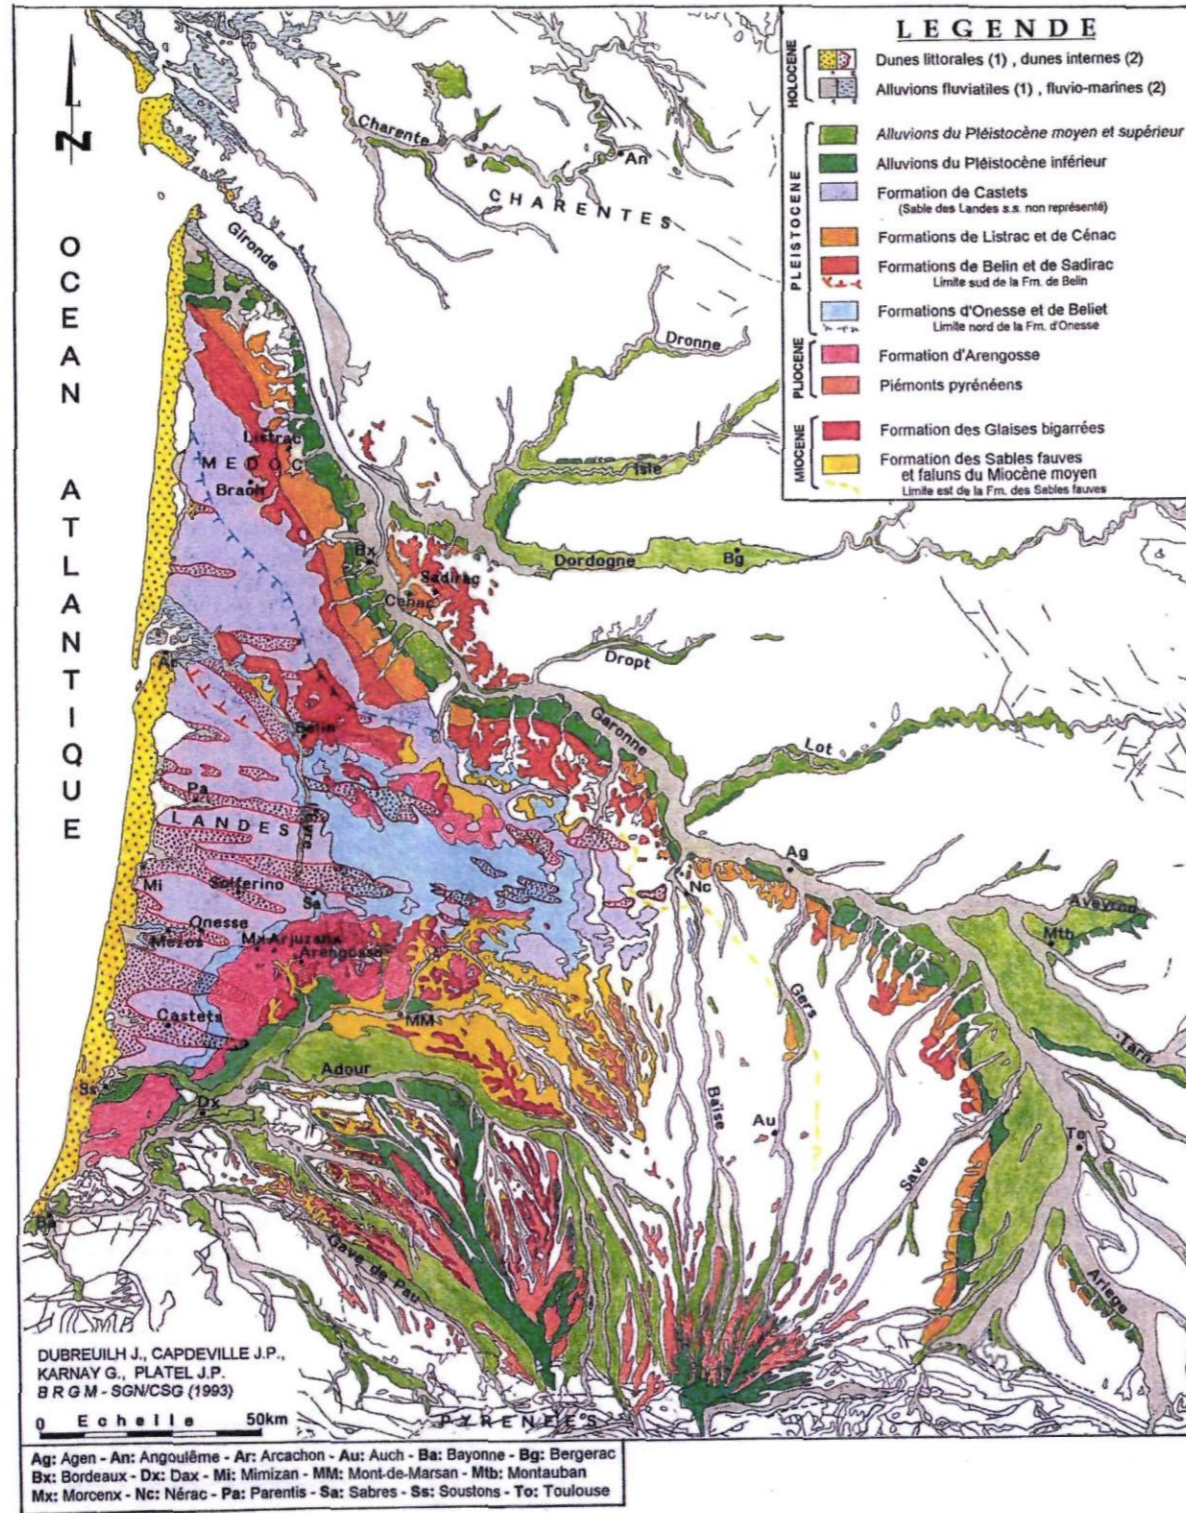 LEGENDE
HOLOCENE
Dunes littorales (1) , dunes internes (2)
Alluvions fluviatiles (1) , fluvio-marines (2)
PLEISTOCENE
Alluvions du Pléistocène moyen et supérieur
Alluvions du Pléistocène inférieur
Formation de Castets
(Sable des Landes s.s. non représenté)
Formations de Listrac et de Cénac
Formations de Belin et de Sadirac
Limite sud de la Fm. de Belin
Formations d'Onesse et de Beliet
Limite nord de la Fm. d'Onesse
PLIOCENE
Formation d'Arengosse
Piémonts pyrénéens
MIOCENE
Formation des Glaises bigarrées
Formation des Sables fauves
et faluns du Miocène moyen
Limite est de la Fm. des Sables fauves
N
OCEAN ATLANTIQUE
Charente
An
CHARENTES
Gironde
Dronne
Listrac
MEDOC
Isle
Bx
Dordogne
Bg
Sadirac
Cenac
Dropt
Ar
Belin
Garonne
Lot
Pa
LANDES
Leyre
Ag
Mi
Solferino
Sa
Nc
Onesse
Mezos
Mx
Arjuzanx
Arengosse
Aveyron
Mtb
Gers
Castets
MM
Tarn
Ss
Adour
Dx
Baïse
Au
To
Save
Ba
Gave de Pau
Ariege
PYRENEES
DUBREUILH J., CAPDEVILLE J.P.,
KARNAY G., PLATEL J.P.
BRGM - SGN/CSG (1993)
0 Echelle 50km
Ag: Agen - An: Angoulême - Ar: Arcachon - Au: Auch - Ba: Bayonne - Bg: Bergerac
Bx: Bordeaux - Dx: Dax - Mi: Mimizan - MM: Mont-de-Marsan - Mtb: Montauban
Mx: Morcenx - Nc: Nérac - Pa: Parentis - Sa: Sabres - Ss: Soustons - To: Toulouse